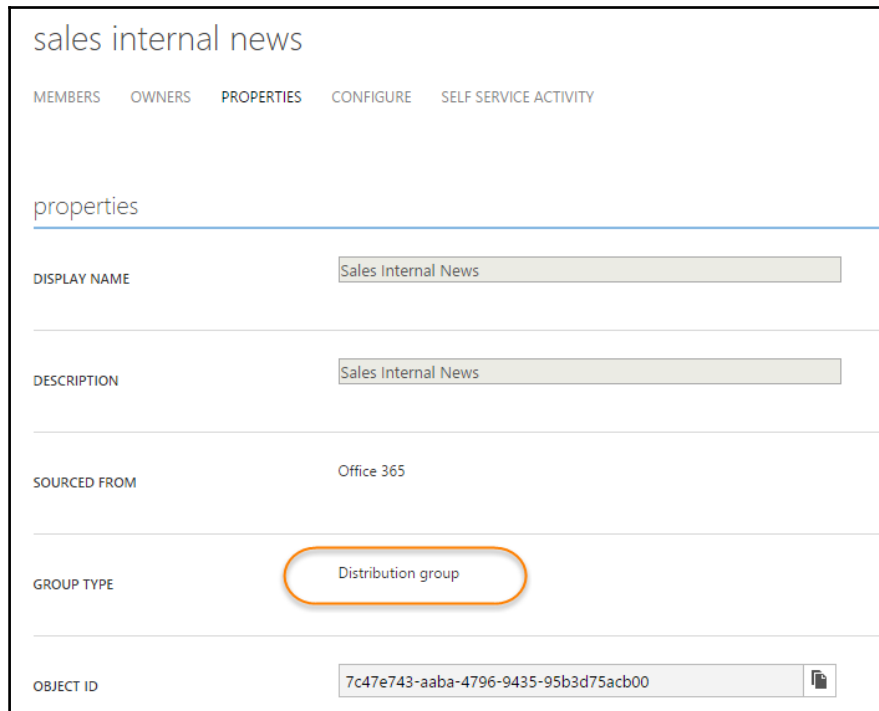 sales internal news
MEMBERS OWNERS PROPERTIES CONFIGURE SELF SERVICE ACTIVITY
properties
DISPLAY NAME Sales Internal News
DESCRIPTION Sales Internal News
SOURCED FROM Office 365
GROUP TYPE Distribution group
OBJECT ID 7c47e743-aaba-4796-9435-95b3d75acb00